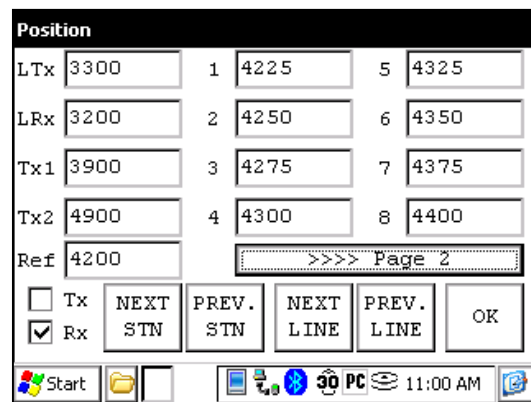 Position
LTx 3300 1 4225 5 4325
LRx 3200 2 4250 6 4350
Tx1 3900 3 4275 7 4375
Tx2 4900 4 4300 8 4400
Ref 4200 >>>> Page 2
Tx NEXT STN PREV. STN NEXT LINE PREV. LINE OK
Rx
Start PC 11:00 AM